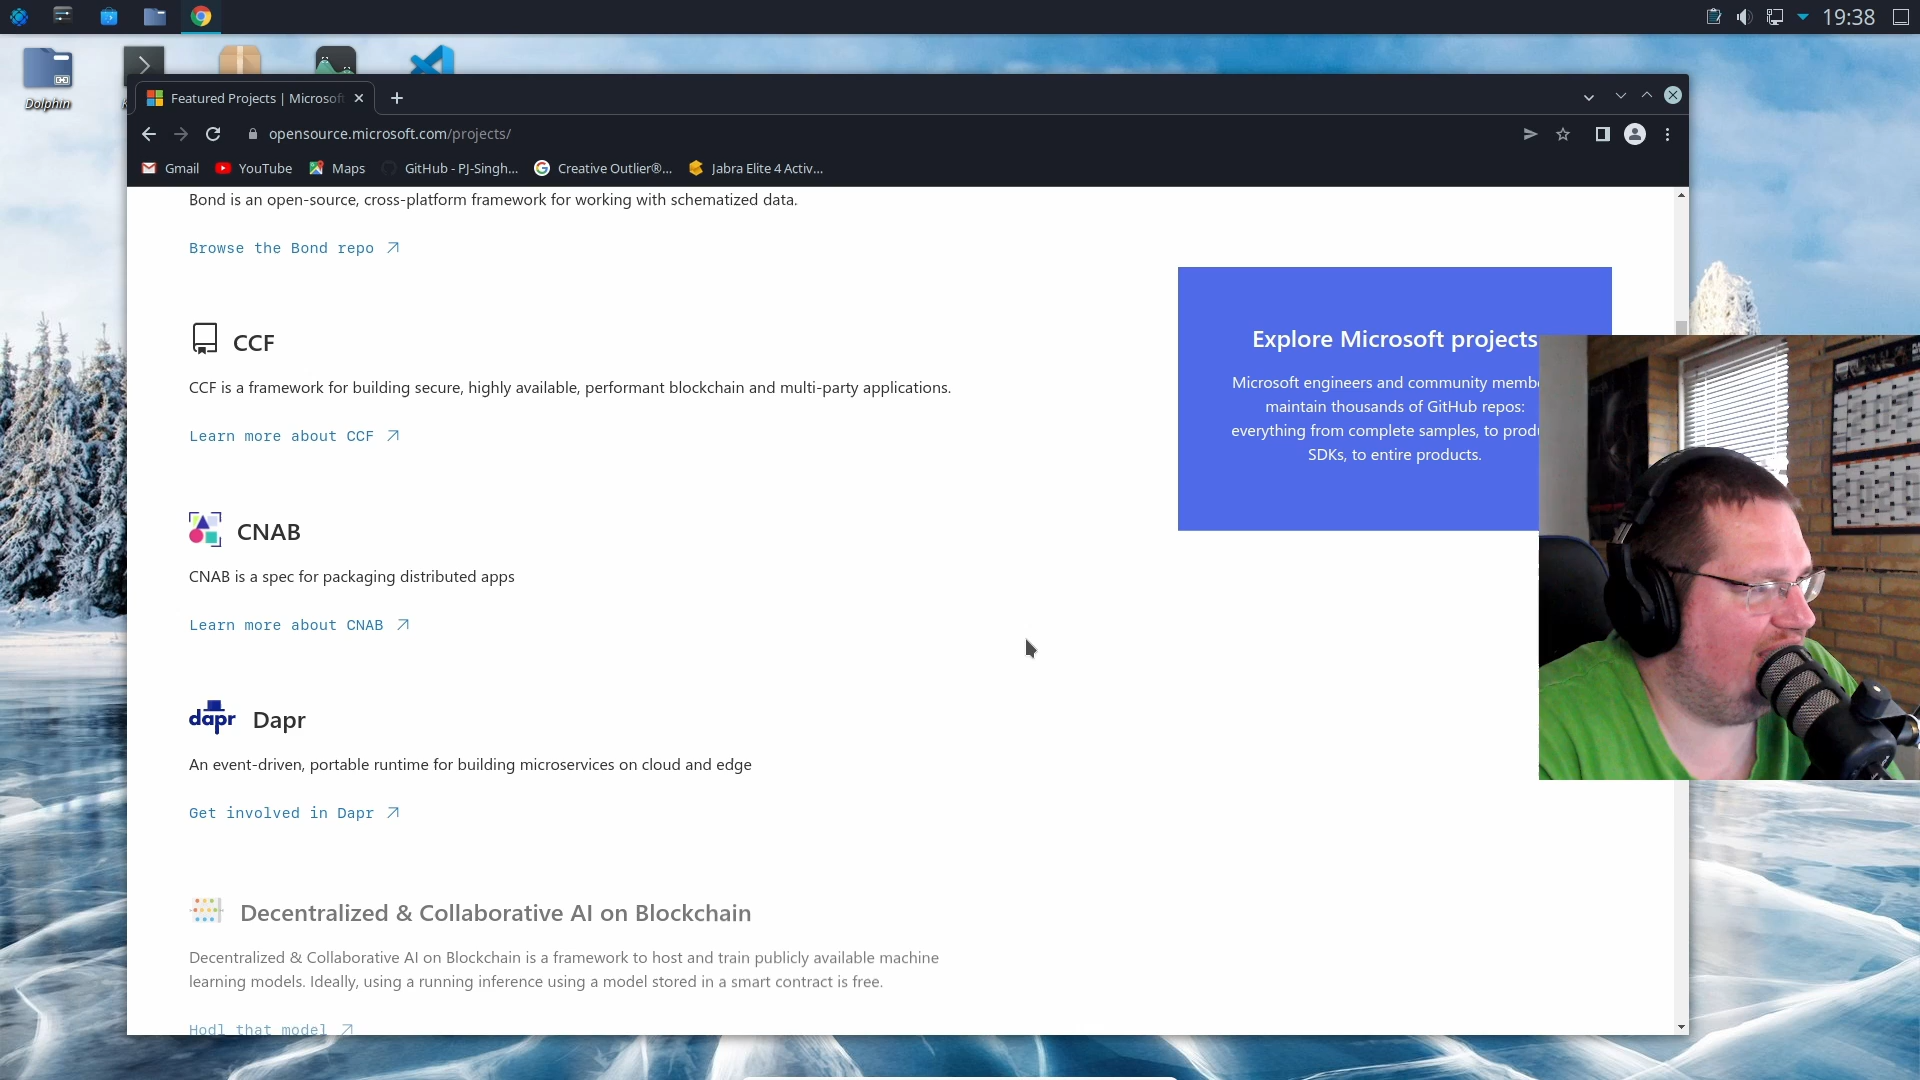 19:38
Dolphin
Featured Projects | Microsof
opensource.microsoft.com/projects/
Gmail
YouTube
Maps
GitHub - PJ-Singh...
Creative Outlier®...
Jabra Elite 4 Activ...
Bond is an open-source, cross-platform framework for working with schematized data.
Browse the Bond repo
CCF
CCF is a framework for building secure, highly available, performant blockchain and multi-party applications.
Learn more about CCF
CNAB
CNAB is a spec for packaging distributed apps
Learn more about CNAB
dapr Dapr
An event-driven, portable runtime for building microservices on cloud and edge
Get involved in Dapr
Decentralized & Collaborative AI on Blockchain
Decentralized & Collaborative AI on Blockchain is a framework to host and train publicly available machine
learning models. Ideally, using a running inference using a model stored in a smart contract is free.
Hodl that model
Explore Microsoft projects
Microsoft engineers and community memb
maintain thousands of GitHub repos:
everything from complete samples, to prod
SDKs, to entire products.